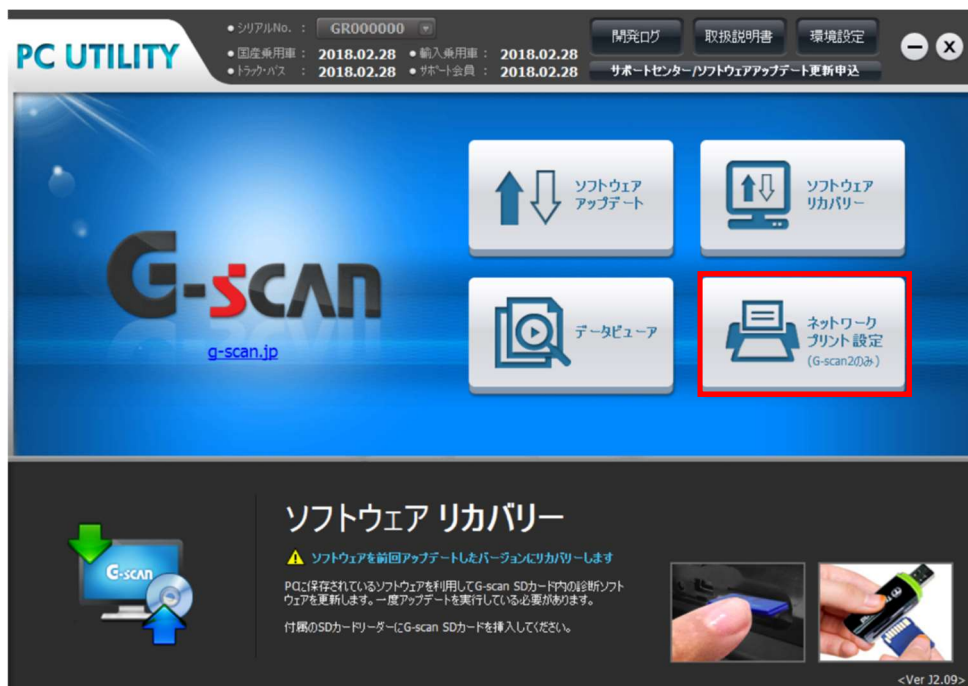 PC UTILITY
●シリアルNo. : GR000000
●国産乗用車 : 2018.02.28 ●輸入乗用車 : 2018.02.28
●トラック・バス : 2018.02.28 ●サポート会員 : 2018.02.28
開発ログ 取扱説明書 環境設定
サポートセンター/ソフトウェアアップデート更新申込
G-SCAN
g-scan.jp
ソフトウェア
アップデート
ソフトウェア
リカバリー
データビューア
ネットワーク
プリント設定
(G-scan2のみ)
G-SCAN
ソフトウェア リカバリー
ソフトウェアを前回アップデートしたバージョンにリカバリーします
PCに保存されているソフトウェアを利用してG-scan SDカード内の診断ソフト
ウェアを更新します。一度アップデートを実行している必要があります。
付属のSDカードリーダーにG-scan SDカードを挿入してください。
<Ver J2.09>